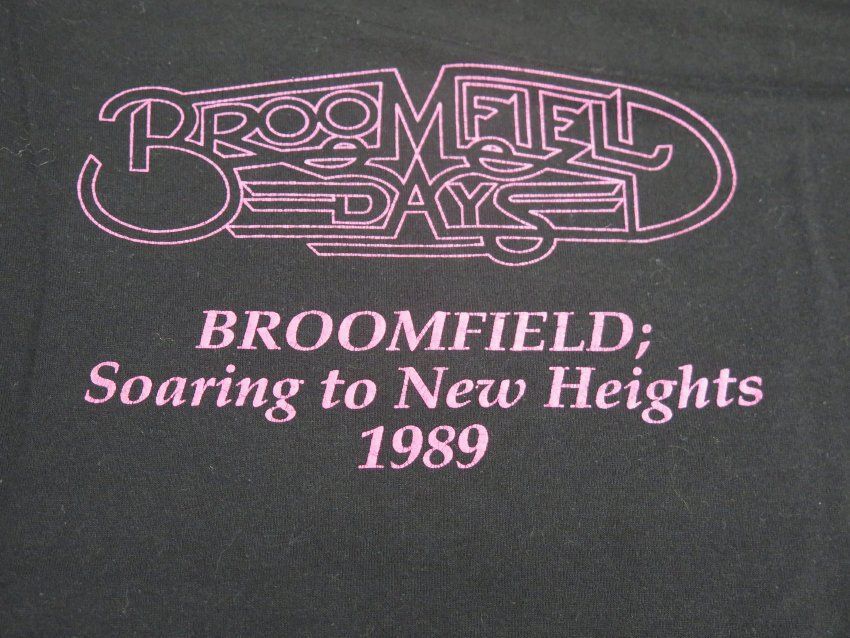 BROOMFIELD
DAYS
BROOMFIELD;
Soaring to New Heights
1989